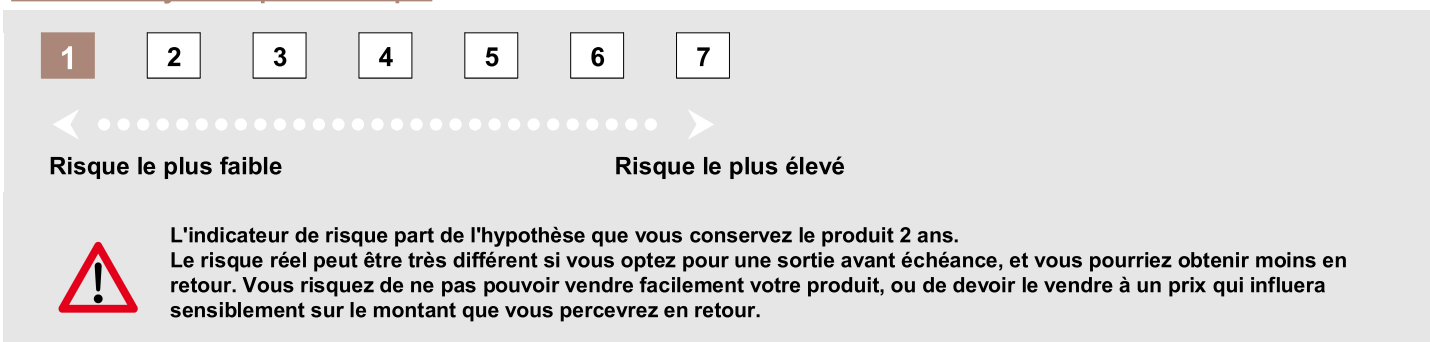 1 2 3 4 5 6 7
Risque le plus faible Risque le plus élevé
L'indicateur de risque part de l'hypothèse que vous conservez le produit 2 ans.
Le risque réel peut être très différent si vous optez pour une sortie avant échéance, et vous pourriez obtenir moins en
retour. Vous risquez de ne pas pouvoir vendre facilement votre produit, ou de devoir le vendre à un prix qui influera
sensiblement sur le montant que vous percevrez en retour.